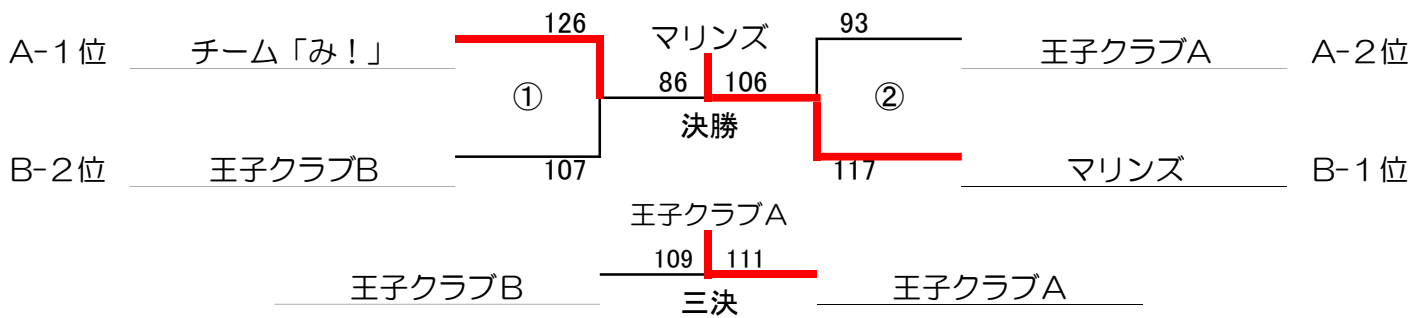 126 マリンズ 93
A-1位 チーム「み!」 王子クラブA A-2位
① 86 106 ②
決勝
B-2位 王子クラブB 107 117 マリンズ B-1位
王子クラブA
109 111
王子クラブB 王子クラブA
三決